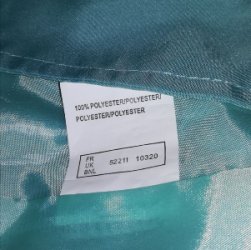 100% POLYESTER/POLYESTER/
POLYESTER/POLYESTER
FR
UK 52211 10320
BNL